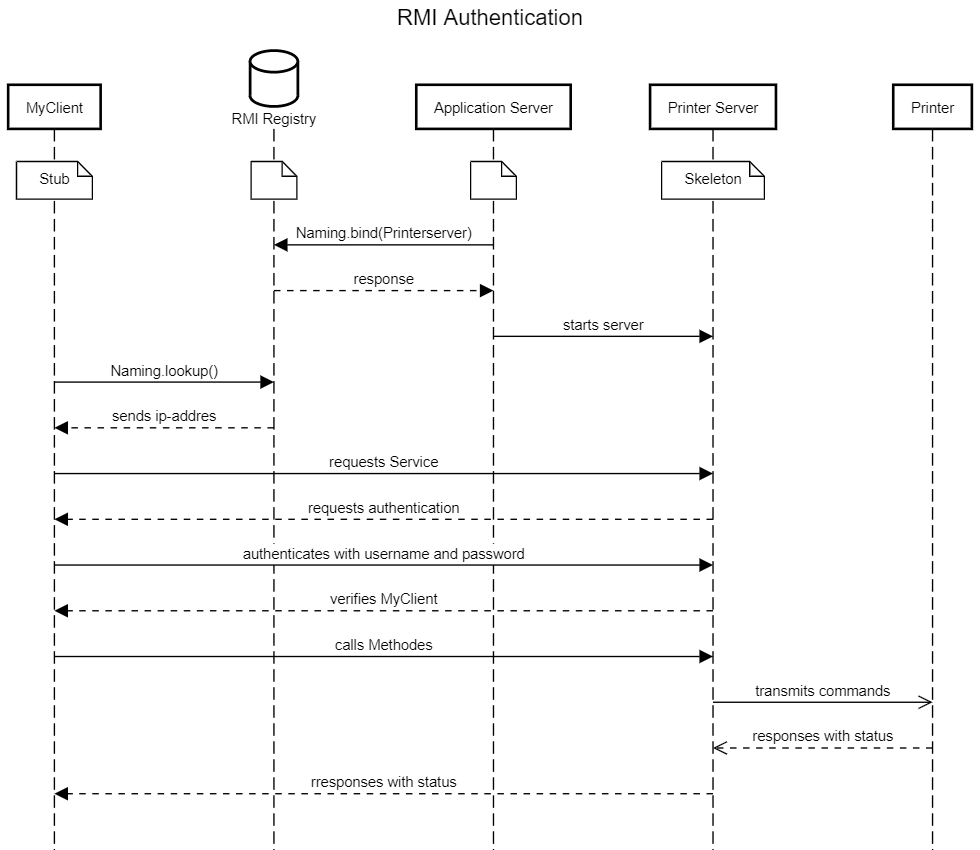 RMI Authentication
MyClient
RMI Registry
Application Server
Printer Server
Printer
Stub
Skeleton
Naming.bind(Printerserver)
response
starts server
Naming.lookup()
sends ip-addres
requests Service
requests authentication
authenticates with username and password
verifies MyClient
calls Methodes
transmits commands
responses with status
rresponses with status